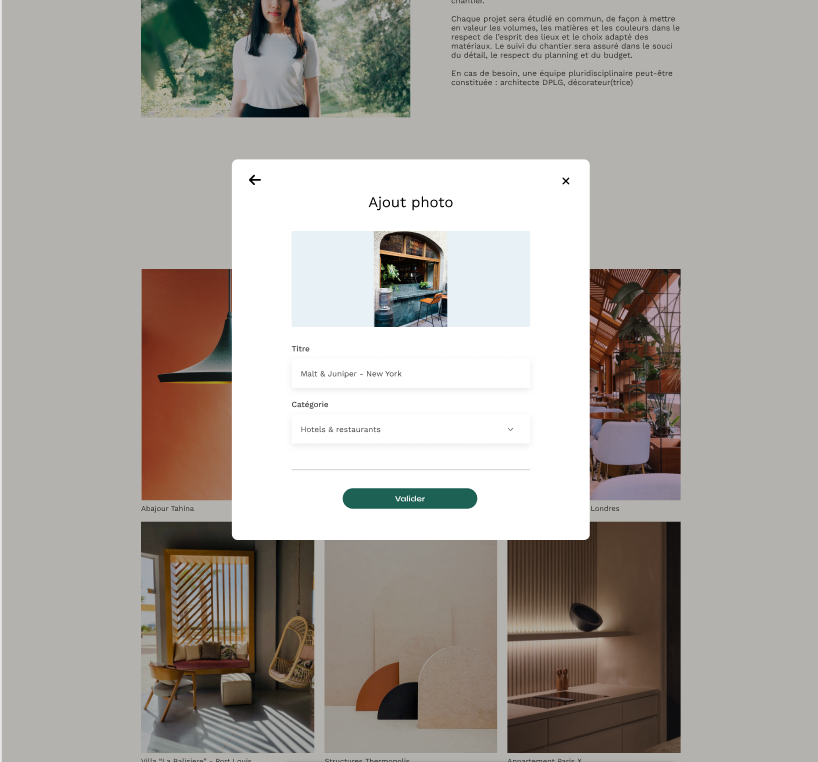 chantier.
Chaque projet sera étudié en commun, de façon à mettre
en valeur les volumes, les matières et les couleurs dans le
respect de l'esprit des lieux et le choix adapté des
matériaux. Le suivi du chantier sera assuré dans le souci
du détail, le respect du planning et du budget.
En cas de besoin, une équipe pluridisciplinaire peut-être
constituée : architecte DPLG, décorateur(trice)
Ajout photo
Titre
Malt & Juniper - New York
Catégorie
Hotels & restaurants
Valider
Abajour Tahina
Londres
Villa "La Balisiere" - Port Louis
Structures Thermopolis
Appartement Paris X